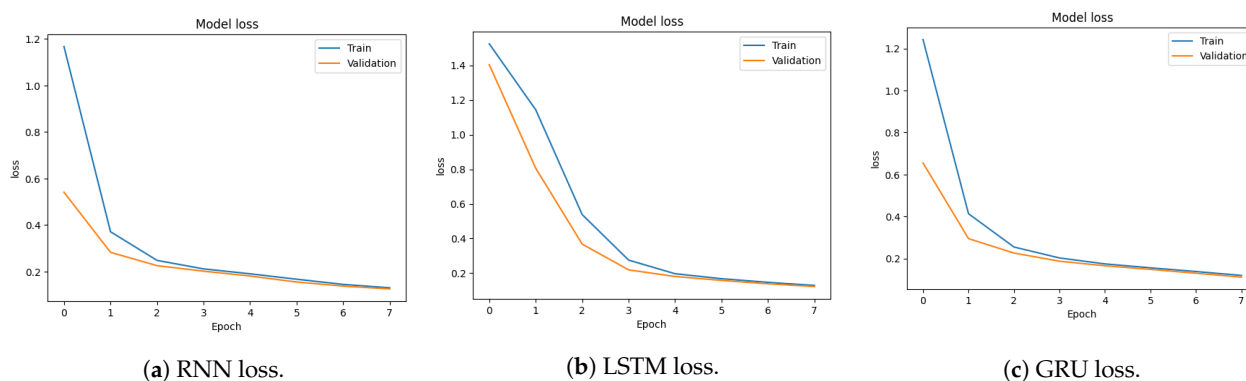 Model loss
1.2
1.0
0.8
0.6
0.4
0.2
loss
Train
Validation
0 1 2 3 4 5 6 7
Epoch
(a) RNN loss.
Model loss
1.4
1.2
1.0
0.8
0.6
0.4
0.2
loss
Train
Validation
0 1 2 3 4 5 6 7
Epoch
(b) LSTM loss.
Model loss
1.2
1.0
0.8
0.6
0.4
0.2
loss
Train
Validation
0 1 2 3 4 5 6 7
Epoch
(c) GRU loss.